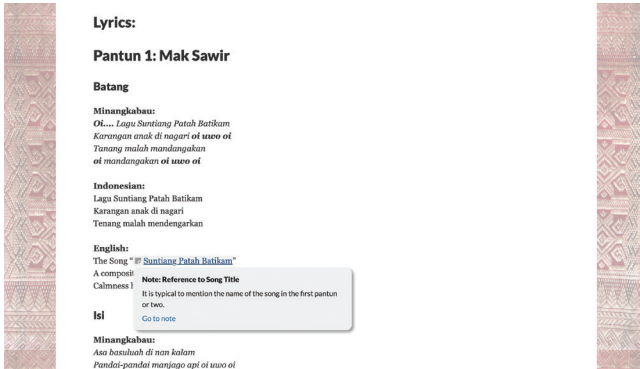 Lyrics:
Pantun 1: Mak Sawir
Batang
Minangkabau:
Oi.... Lagu Suntiang Patah Batikam
Karangan anak di nagari oi uwo oi
Tanang malah mandangakan
oi mandangakan oi uwo oi
Indonesian:
Lagu Suntiang Patah Batikam
Karangan anak di nagari
Tenang malah mendengarkan
English:
The Song "Suntiang Patah Batikam"
A composit
Calmness
Note: Reference to Song Title
It is typical to mention the name of the song in the first pantun
or two.
Go to note
Isi
Minangkabau:
Asa basuluah di nan kalam
Pandai-pandai manjago api oi uwo oi